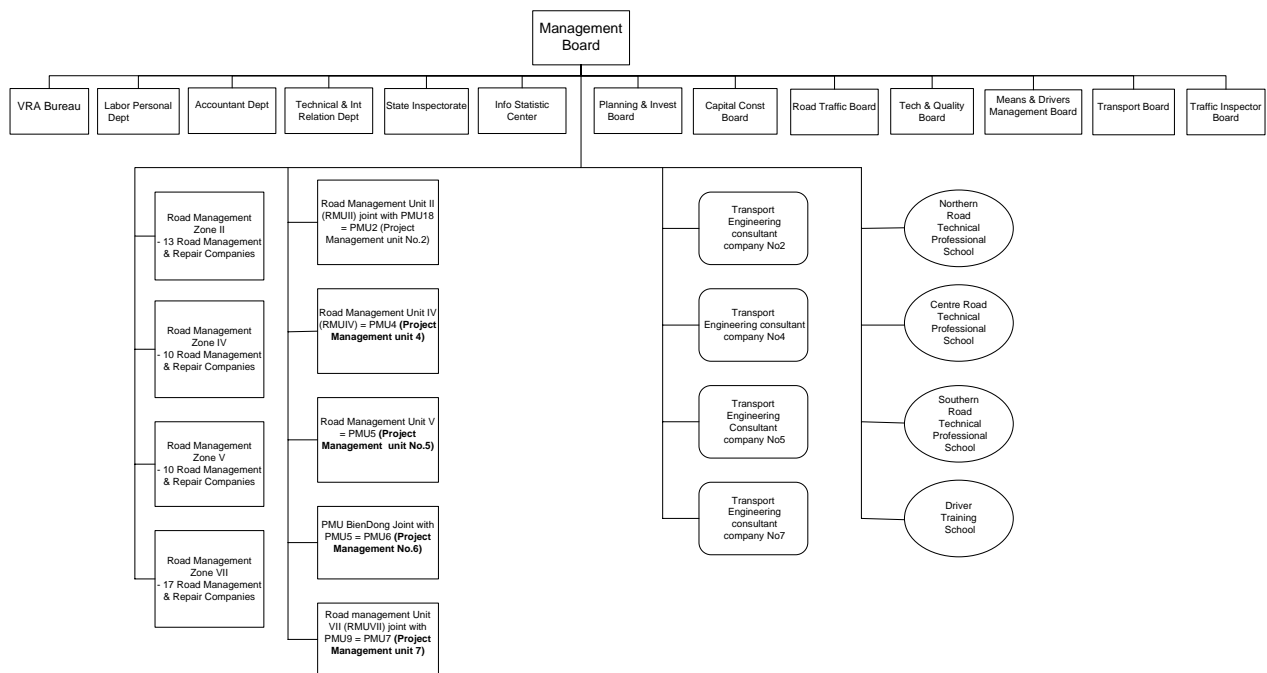 Management
Board
VRA Bureau
Labor Personal
Dept
Accountant Dept
Technical & Int
Relation Dept
State Inspectorate
Info Statistic
Center
Planning & Invest
Board
Capital Const
Board
Road Traffic Board
Tech & Quality
Board
Means & Drivers
Management Board
Transport Board
Traffic Inspector
Board
Road Management
Zone II
- 13 Road Management
& Repair Companies
Road Management
Zone IV
- 10 Road Management
& Repair Companies
Road Management
Zone V
- 10 Road Management
& Repair Companies
Road Management
Zone VII
- 17 Road Management
& Repair Companies
Road Management Unit II
(RMUII) joint with PMU18
= PMU2 (Project
Management unit No.2)
Road Management Unit IV
(RMUIV) = PMU4 (Project
Management unit 4)
Road Management Unit V
= PMU5 (Project
Management unit No.5)
PMU BienDong Joint with
PMU5 = PMU6 (Project
Management No.6)
Road management Unit
VII (RMUVII) joint with
PMU9 = PMU7 (Project
Management unit 7)
Transport
Engineering
consultant
company No2
Transport
Engineering consultant
company No4
Transport
Engineering
Consultant
company No5
Transport
Engineering
consultant
company No7
Northern
Road
Technical
Professional
School
Centre Road
Technical
Professional
School
Southern
Road
Technical
Professional
School
Driver
Training
School